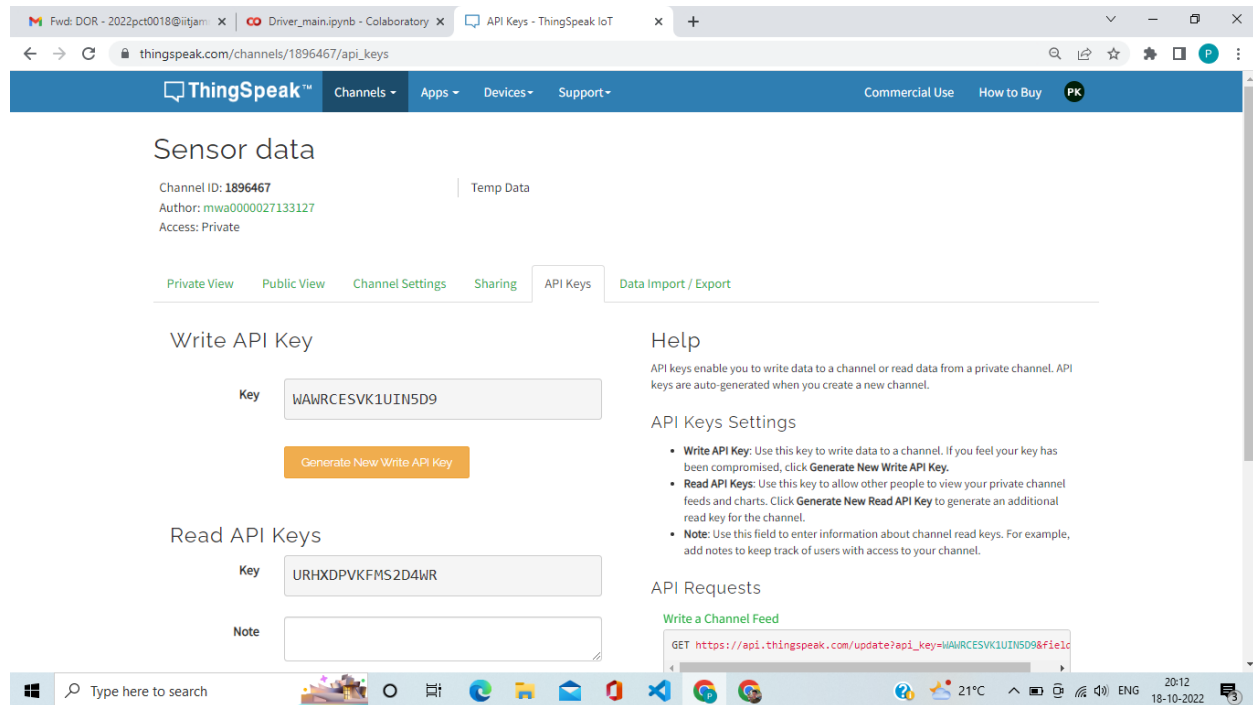 Fwd: DOR - 2022pct0018@iitjam
Driver_main.ipynb - Colaboratory
API Keys - ThingSpeak IoT
thingspeak.com/channels/1896467/api_keys
P
ThingSpeak™
Channels
Apps
Devices
Support
Commercial Use
How to Buy
PK
Sensor data
Channel ID: 1896467
Author: mwa0000027133127
Access: Private
Temp Data
Private View
Public View
Channel Settings
Sharing
API Keys
Data Import / Export
Write API Key
Key
WAWRCESVK1UIN5D9
Generate New Write API Key
Read API Keys
Key
URHXDPVKFMS2D4WR
Note
Help
API keys enable you to write data to a channel or read data from a private channel. API
keys are auto-generated when you create a new channel.
API Keys Settings
• Write API Key: Use this key to write data to a channel. If you feel your key has
been compromised, click Generate New Write API Key.
• Read API Keys: Use this key to allow other people to view your private channel
feeds and charts. Click Generate New Read API Key to generate an additional
read key for the channel.
• Note: Use this field to enter information about channel read keys. For example,
add notes to keep track of users with access to your channel.
API Requests
Write a Channel Feed
GET https://api.thingspeak.com/update?api_key=WAWRCESVK1UIN5D9&field
Type here to search
21°C
ENG
20:12
18-10-2022
3